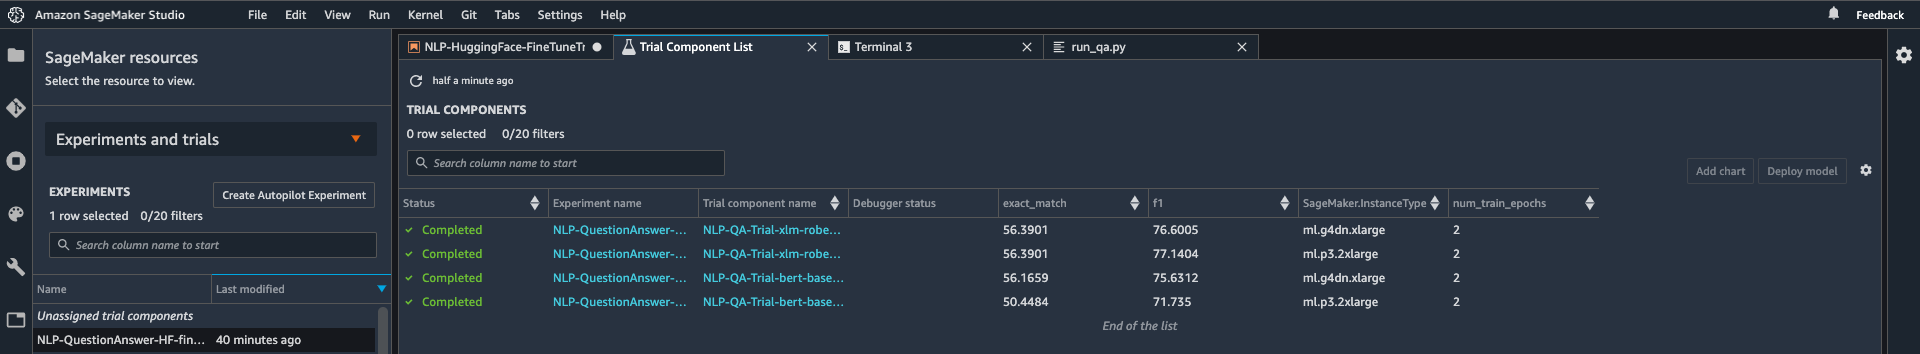 Amazon SageMaker Studio File Edit View Run Kernel Git Tabs Settings Help Feedback
SageMaker resources
Select the resource to view.
Experiments and trials
EXPERIMENTS
Create Autopilot Experiment
1 row selected 0/20 filters
Search column name to start
Name Last modified
Unassigned trial components
NLP-QuestionAnswer-HF-fin... 40 minutes ago
NLP-HuggingFace-FineTuneTr Trial Component List Terminal 3 run_qa.py
half a minute ago
TRIAL COMPONENTS
0 row selected 0/20 filters
Search column name to start
Add chart Deploy model
Status Experiment name Trial component name Debugger status exact_match f1 SageMaker.InstanceType num_train_epochs
Completed NLP-QuestionAnswer-... NLP-QA-Trial-xlm-robe... 56.3901 76.6005 ml.g4dn.xlarge 2
Completed NLP-QuestionAnswer-... NLP-QA-Trial-xlm-robe... 56.3901 77.1404 ml.p3.2xlarge 2
Completed NLP-QuestionAnswer-... NLP-QA-Trial-bert-base... 56.1659 75.6312 ml.g4dn.xlarge 2
Completed NLP-QuestionAnswer-... NLP-QA-Trial-bert-base... 50.4484 71.735 ml.p3.2xlarge 2
End of the list